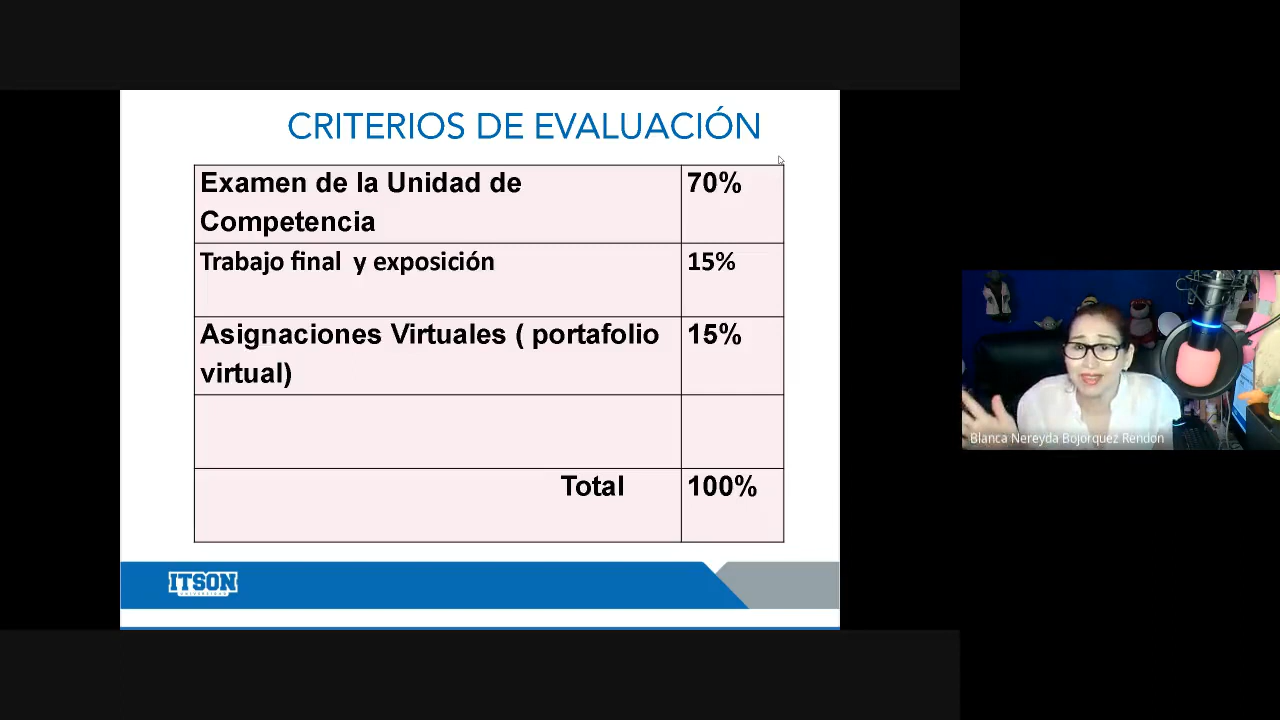 CRITERIOS DE EVALUACIÓN
Examen de la Unidad de
Competencia
70%
Trabajo final y exposición
15%
Asignaciones Virtuales ( portafolio
virtual)
15%
Total
100%
ITSON
UNIVERSIDAD
Blanca Nereyda Bojorquez Rendon